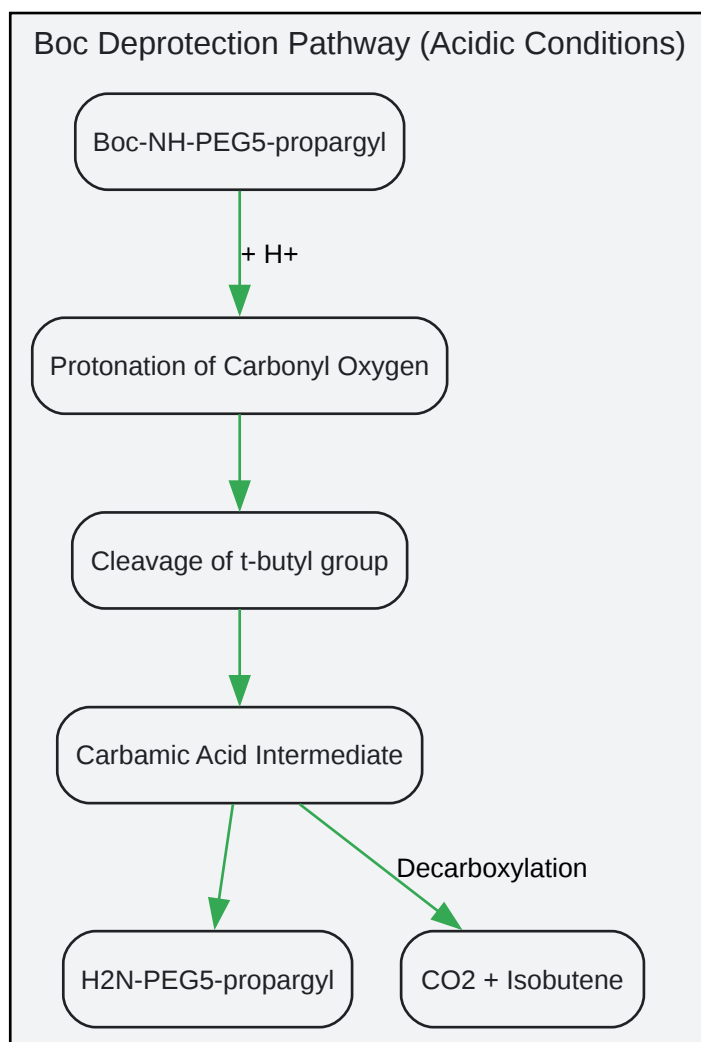 Boc Deprotection Pathway (Acidic Conditions)
Boc-NH-PEG5-propargyl
+ H+
Protonation of Carbonyl Oxygen
Cleavage of t-butyl group
Carbamic Acid Intermediate
Decarboxylation
H2N-PEG5-propargyl
CO2 + Isobutene